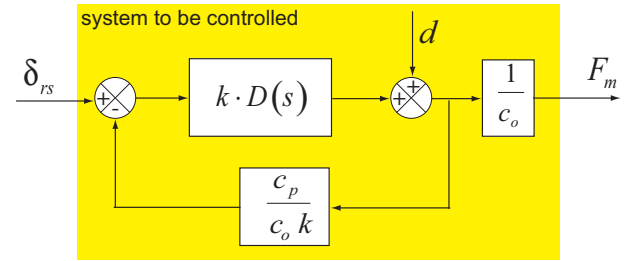 system to be controlled
d
δ_rs
+
-
k · D(s)
+
+
1
c_o
F_m
c_p
c_o k